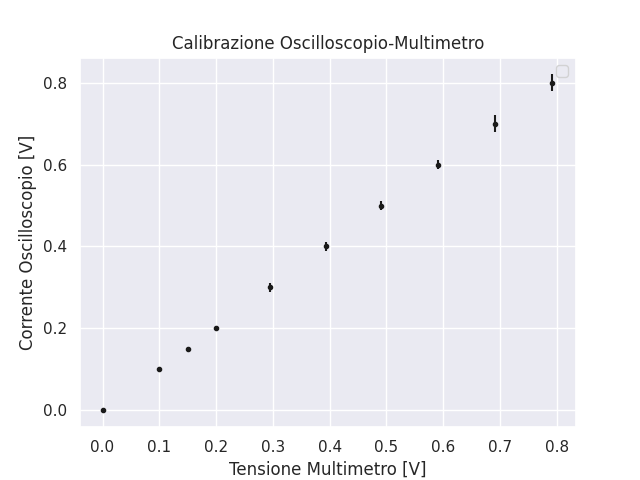 Calibrazione Oscilloscopio-Multimetro
Corrente Oscilloscopio [V]
0.8
0.6
0.4
0.2
0.0
0.0 0.1 0.2 0.3 0.4 0.5 0.6 0.7 0.8
Tensione Multimetro [V]